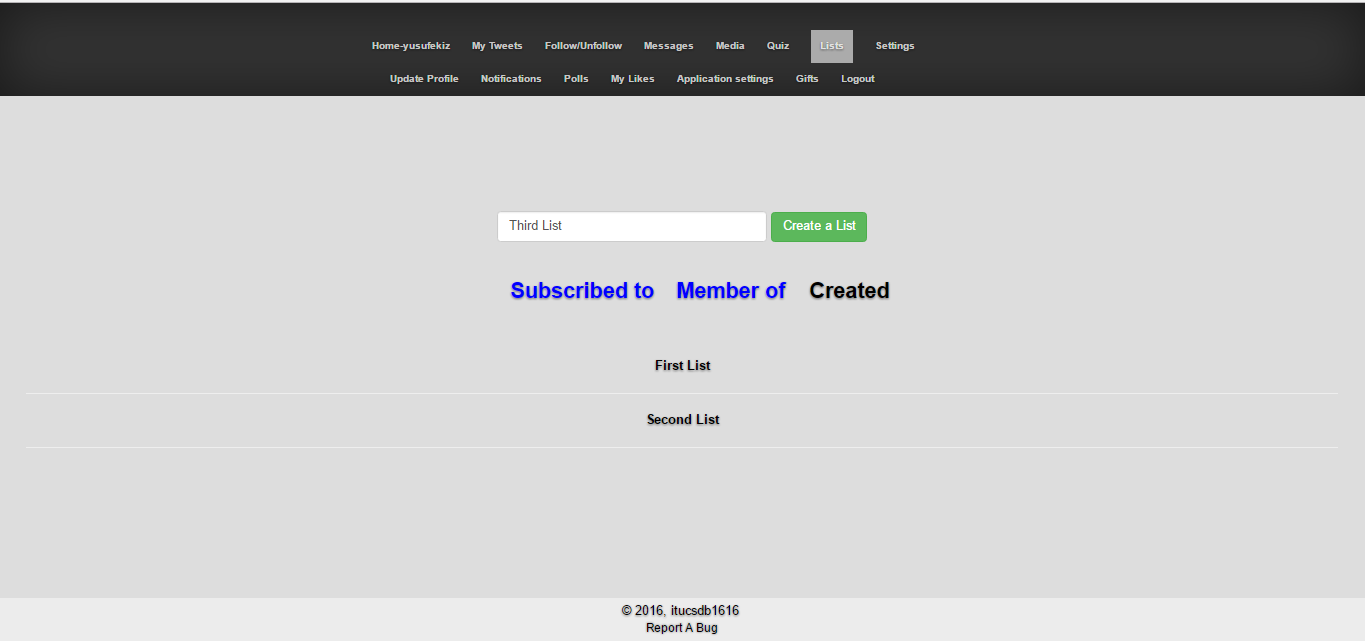 Home-yusufekiz My Tweets Follow/Unfollow Messages Media Quiz Lists Settings
Update Profile Notifications Polls My Likes Application settings Gifts Logout
Third List Create a List
Subscribed to Member of Created
First List
Second List
© 2016, itucsdb1616
Report A Bug